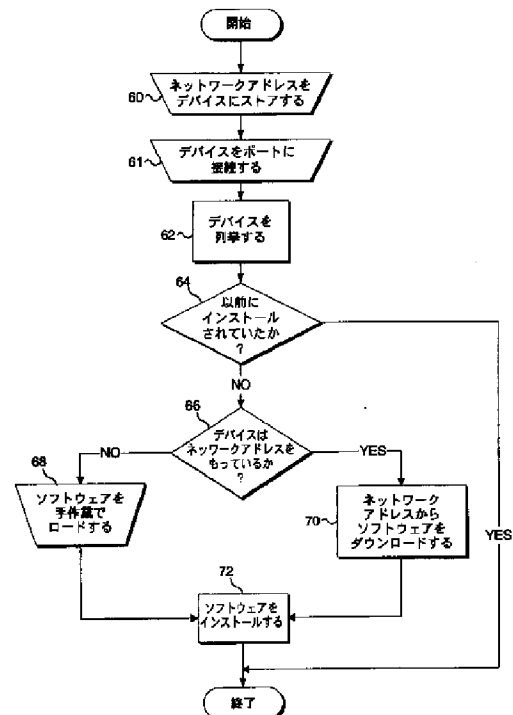 開始
ネットワークアドレスを
デバイスにストアする
60
デバイスをポートに
接続する
61
デバイスを
列挙する
62
64
以前に
インストール
されていたか
?
NO
66
デバイスは
ネッワークアドレスを
もっているか
?
NO
YES
68
ソフトウェアを
手作業で
ロードする
ネットワーク
アドレスから
ソフトウェアを
ダウンロードする
70
YES
72
ソフトウェアを
インストールする
終了